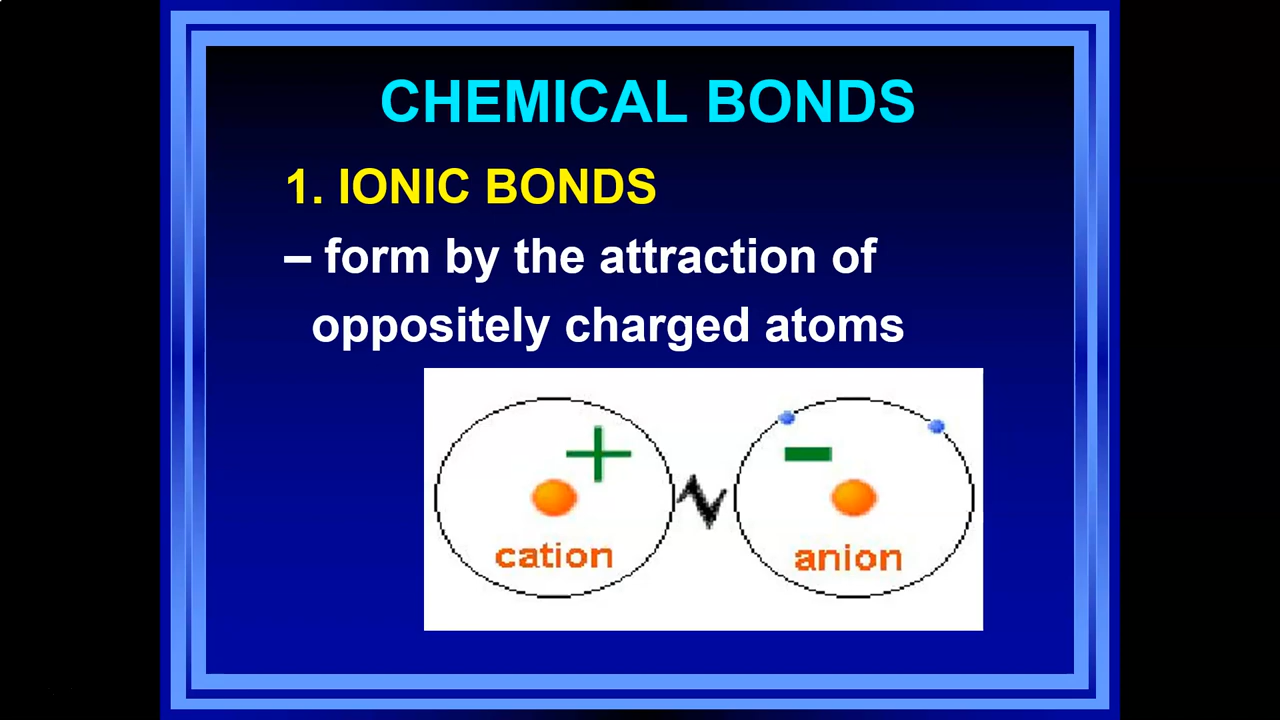 CHEMICAL BONDS
1. IONIC BONDS
– form by the attraction of
oppositely charged atoms
cation
anion